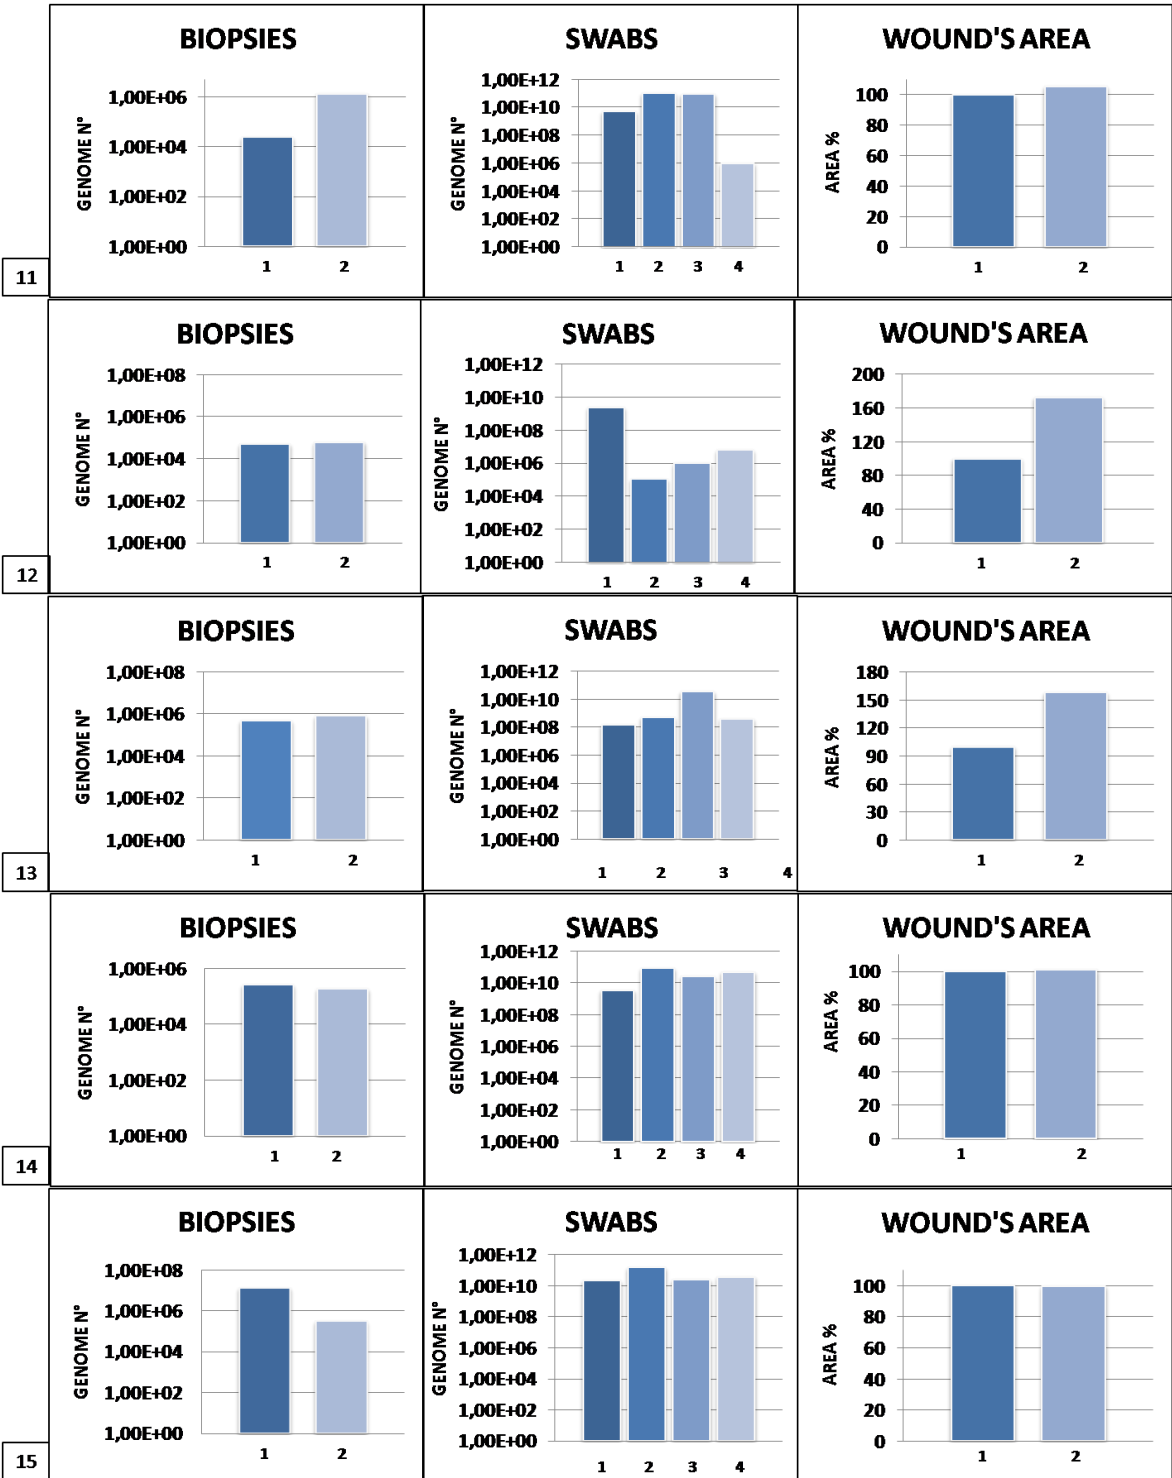 BIOPSIES
GENOME N°
1,00E+06
1,00E+04
1,00E+02
1,00E+00
1 2
SWABS
GENOME N°
1,00E+12
1,00E+10
1,00E+08
1,00E+06
1,00E+04
1,00E+02
1,00E+00
1 2 3 4
WOUND'S AREA
AREA %
100
80
60
40
20
0
1 2
11
BIOPSIES
GENOME N°
1,00E+08
1,00E+06
1,00E+04
1,00E+02
1,00E+00
1 2
SWABS
GENOME N°
1,00E+12
1,00E+10
1,00E+08
1,00E+06
1,00E+04
1,00E+02
1,00E+00
1 2 3 4
WOUND'S AREA
AREA %
200
160
120
80
40
0
1 2
12
BIOPSIES
GENOME N°
1,00E+08
1,00E+06
1,00E+04
1,00E+02
1,00E+00
1 2
SWABS
GENOME N°
1,00E+12
1,00E+10
1,00E+08
1,00E+06
1,00E+04
1,00E+02
1,00E+00
1 2 3 4
WOUND'S AREA
AREA %
180
150
120
90
60
30
0
1 2
13
BIOPSIES
GENOME N°
1,00E+06
1,00E+04
1,00E+02
1,00E+00
1 2
SWABS
GENOME N°
1,00E+12
1,00E+10
1,00E+08
1,00E+06
1,00E+04
1,00E+02
1,00E+00
1 2 3 4
WOUND'S AREA
AREA %
100
80
60
40
20
0
1 2
14
BIOPSIES
GENOME N°
1,00E+08
1,00E+06
1,00E+04
1,00E+02
1,00E+00
1 2
SWABS
GENOME N°
1,00E+12
1,00E+10
1,00E+08
1,00E+06
1,00E+04
1,00E+02
1,00E+00
1 2 3 4
WOUND'S AREA
AREA %
100
80
60
40
20
0
1 2
15